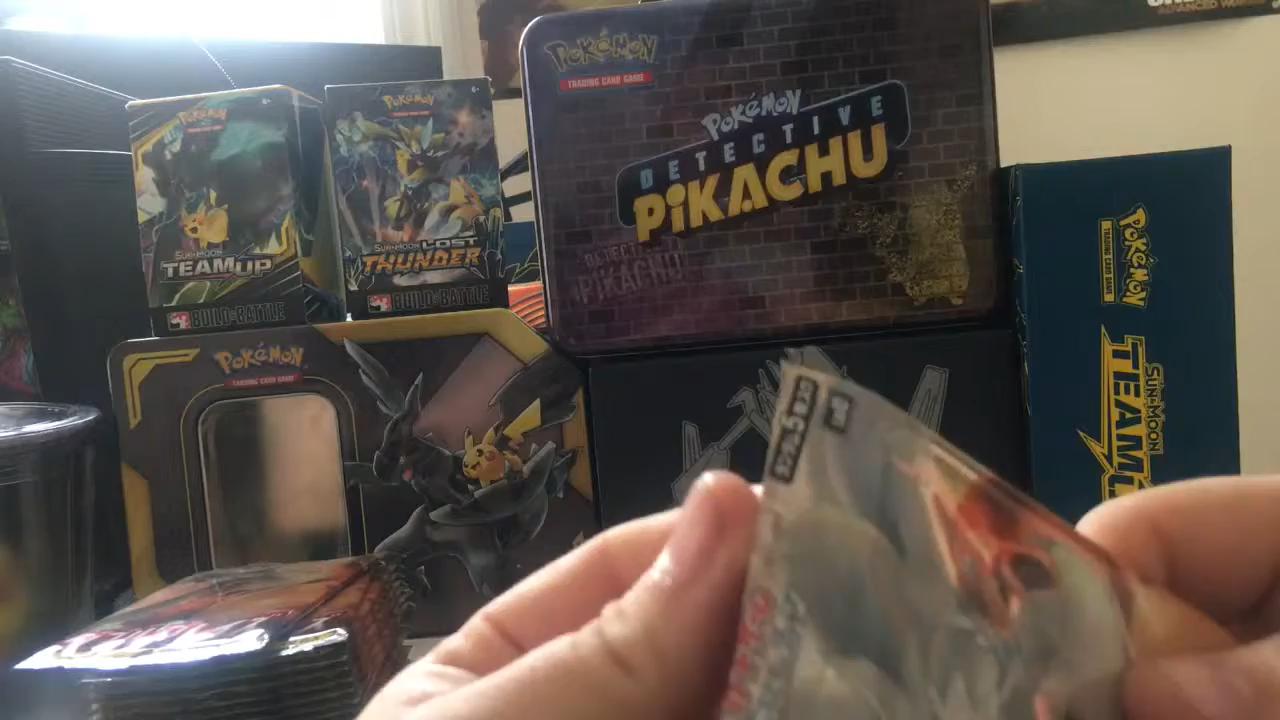 POKéMON
TRADING CARD GAME
POKéMON
DETECTIVE
PiKACHU
DETECTIVE
PIKACHU
POKéMON
SUN & MOON
TEAM UP
BUILD & BATTLE
POKéMON
SUN & MOON LOST
THUNDER
BUILD & BATTLE
POKéMON
TRADING CARD GAME
POKéMON
TRADING CARD GAME
SUN & MOON
TEAM
ADVANCED